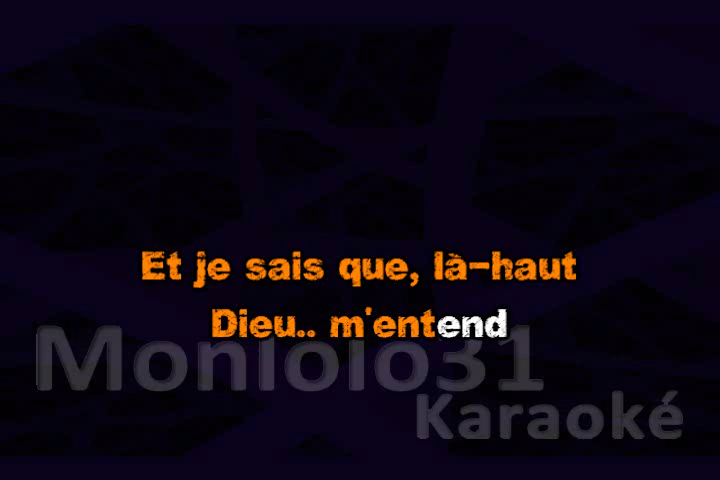 Et je sais que, là-haut
Dieu.. m'entend
Monlolo31
Karaoké